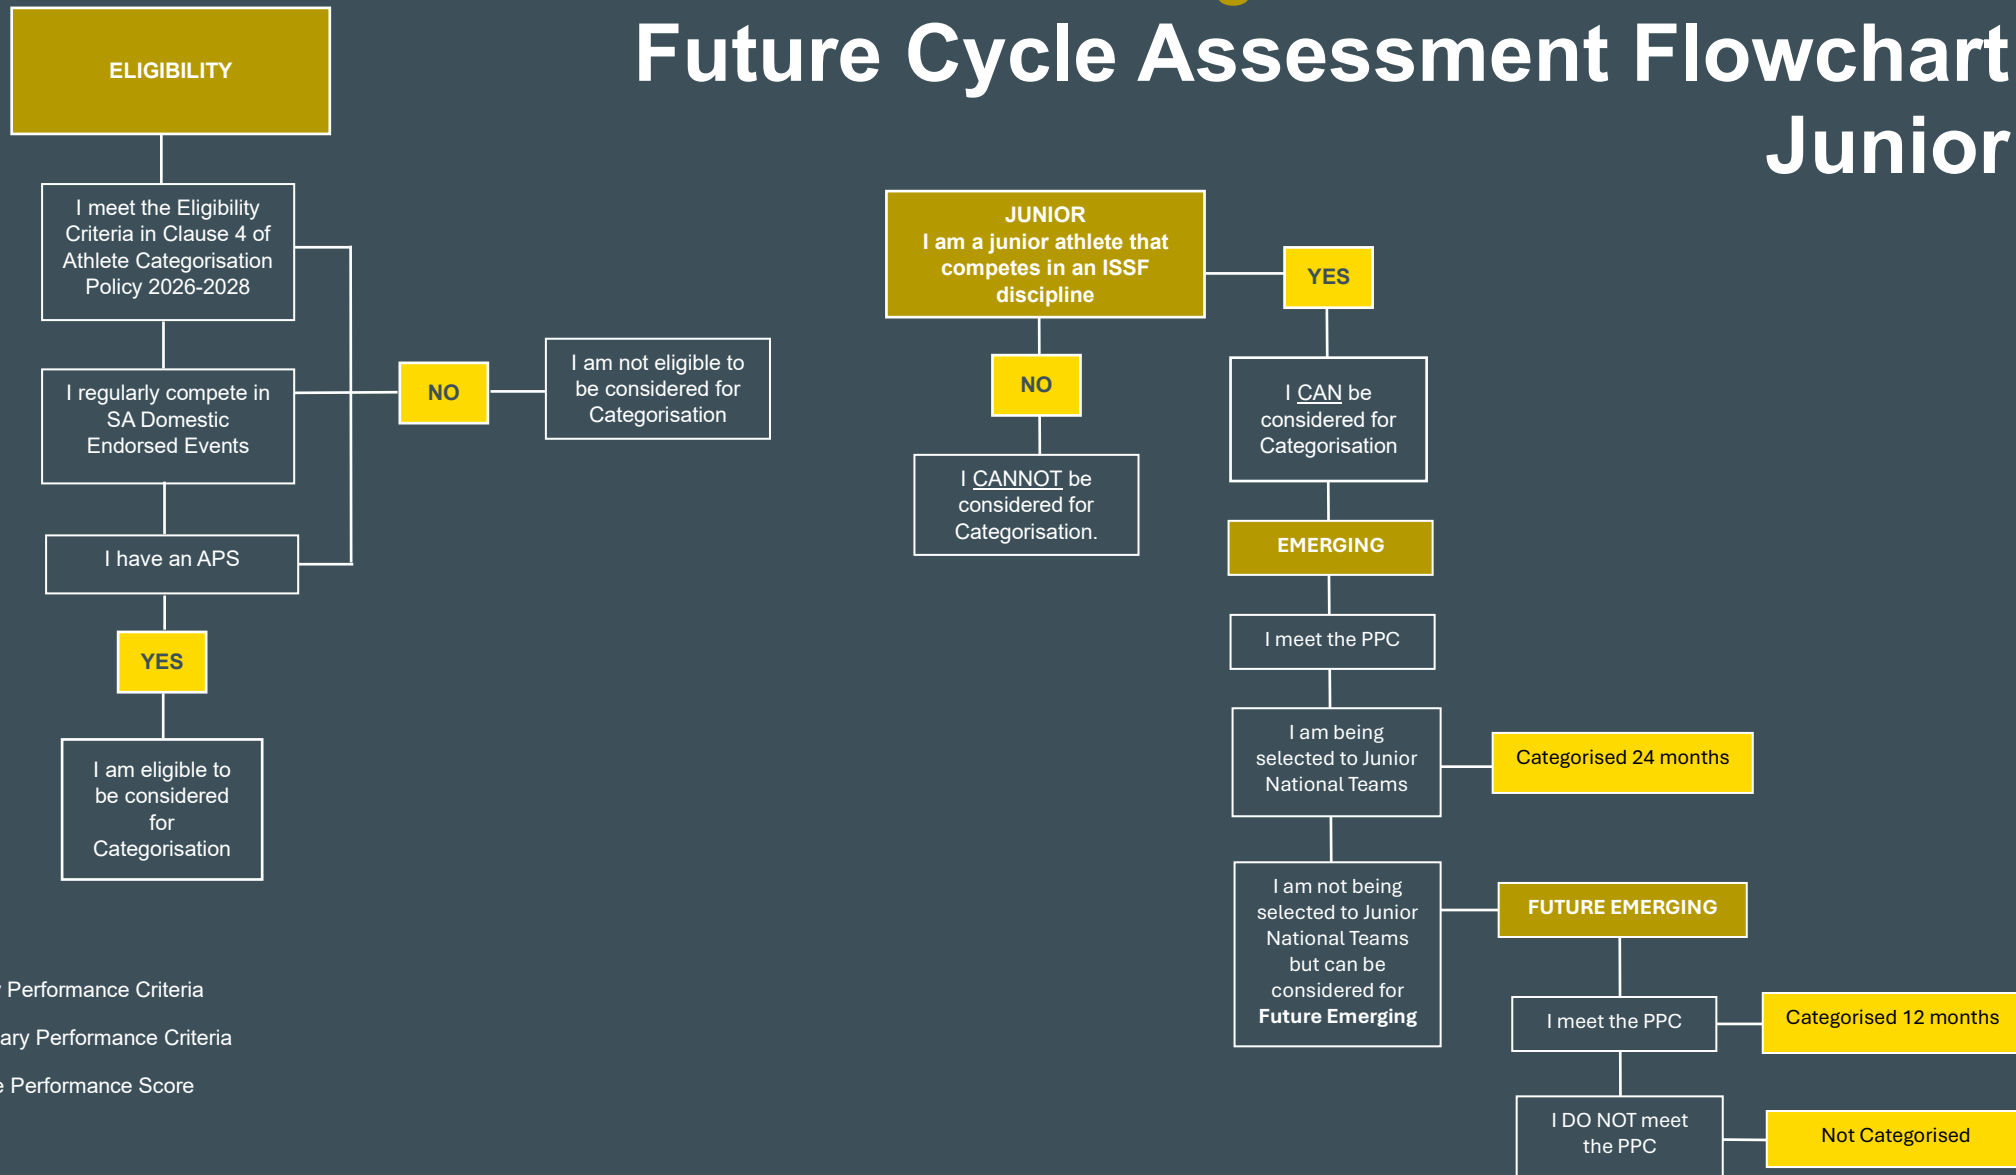 Future Cycle Assessment Flowchart
Junior
ELIGIBILITY
I meet the Eligibility
Criteria in Clause 4 of
Athlete Categorisation
Policy 2026-2028
I regularly compete in
SA Domestic
Endorsed Events
I have an APS
NO
I am not eligible to
be considered for
Categorisation
YES
I am eligible to
be considered
for
Categorisation
Performance Criteria
ary Performance Criteria
Performance Score
JUNIOR
I am a junior athlete that
competes in an ISSF
discipline
YES
NO
I CANNOT be
considered for
Categorisation.
I CAN be
considered for
Categorisation
EMERGING
I meet the PPC
I am being
selected to Junior
National Teams
Categorised 24 months
I am not being
selected to Junior
National Teams
but can be
considered for
Future Emerging
FUTURE EMERGING
I meet the PPC
Categorised 12 months
I DO NOT meet
the PPC
Not Categorised